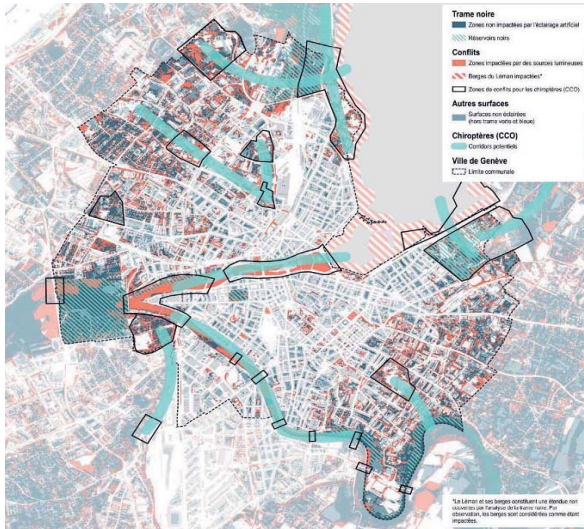 Trame noire
Zones non impactées par l'éclairage artificiel
Réservoirs noire
Conflits
Zones impactées par des sources lumineuses
Berges du Léman impactées*
Zones de conflits pour les chiroptères (CCO)
Autres surfaces
Surfaces non éclairées
(hors trame verte et bleue)
Chiroptères (CCO)
Corridors potentiels
Ville de Genève
Limite communale
*Le Léman et ses berges constituent une étendue non
couvertes par l'analyse de la trame noire. Par
observation, les berges sont considérées comme étant
impactées.